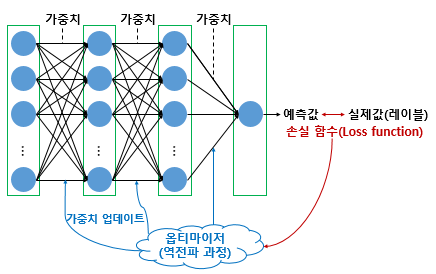 가중치 가중치 가중치
예측값 실제값(레이블)
손실 함수(Loss function)
가중치 업데이트
옵티마이저
(역전파 과정)